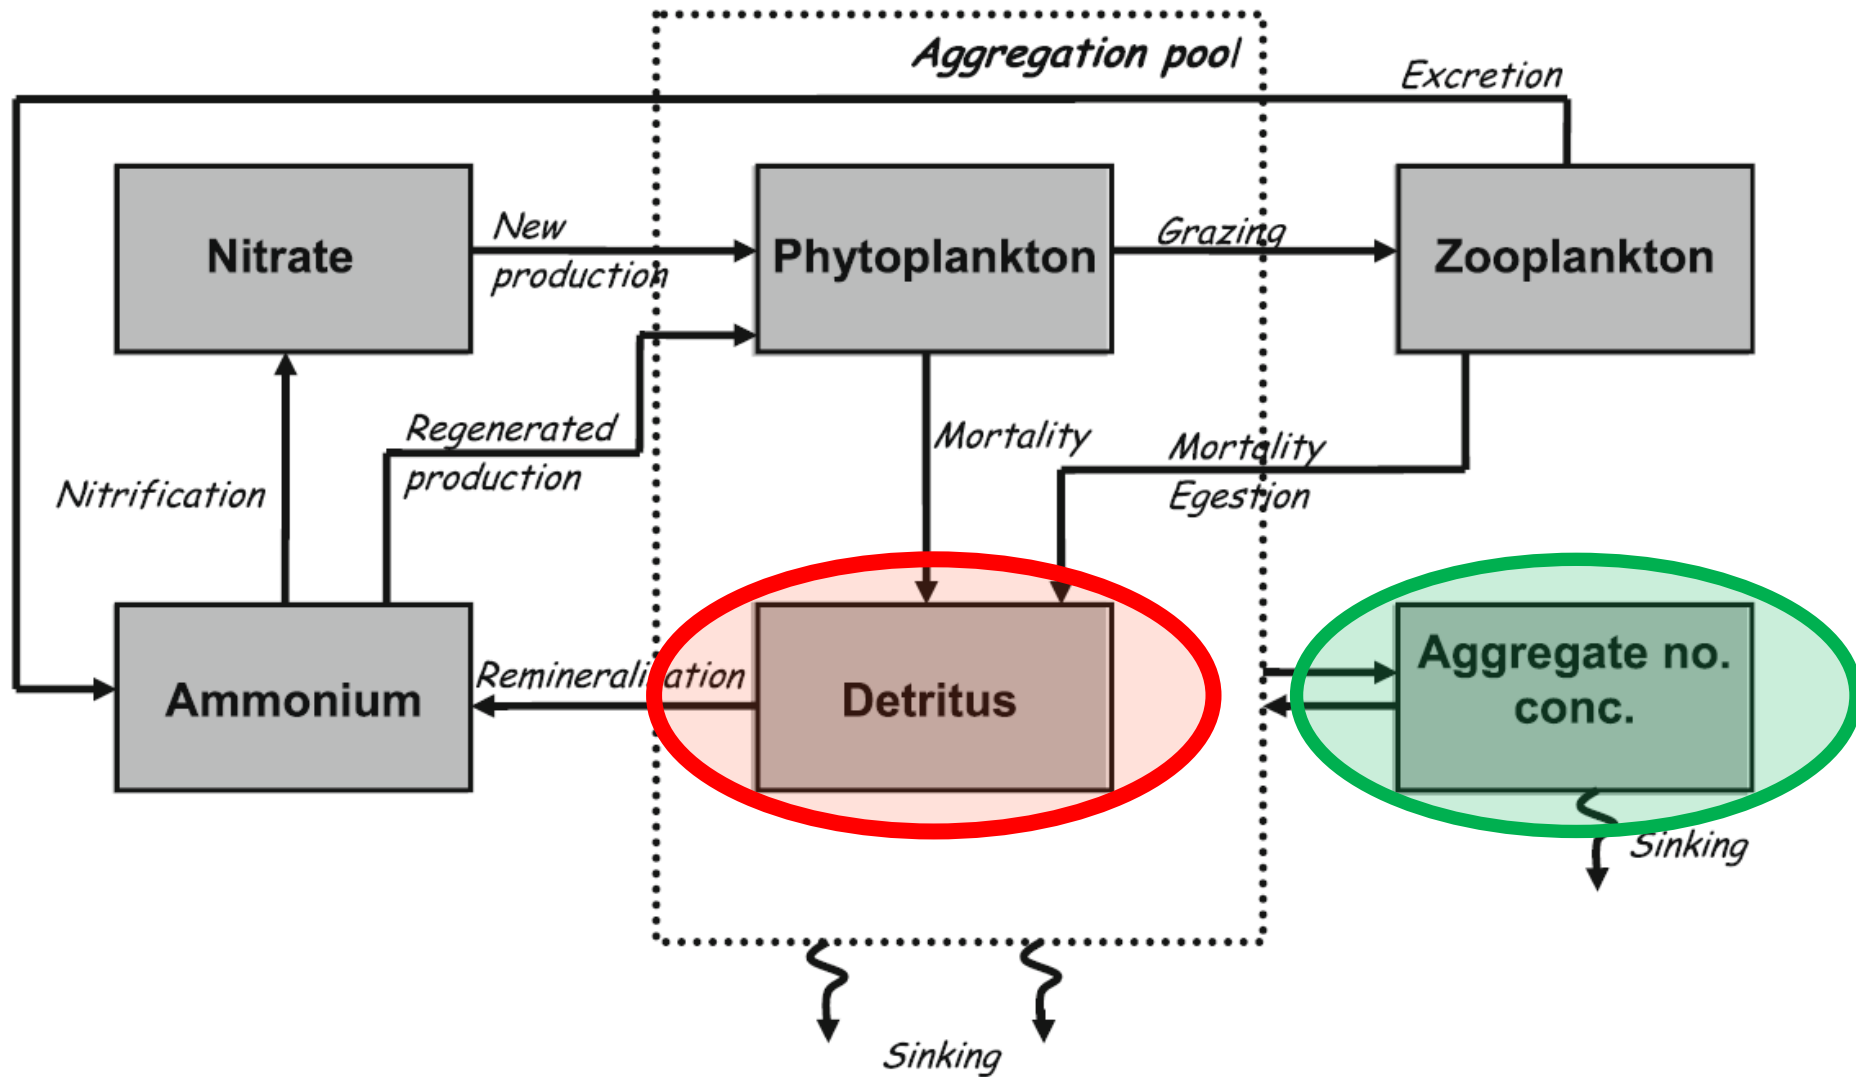 Aggregation pool
Excretion
Nitrate
New
production
Phytoplankton
Grazing
Zooplankton
Regenerated
production
Nitrification
Mortality
Mortality
Egestion
Ammonium
Remineralisation
Detritus
Aggregate no.
conc.
Sinking
Sinking